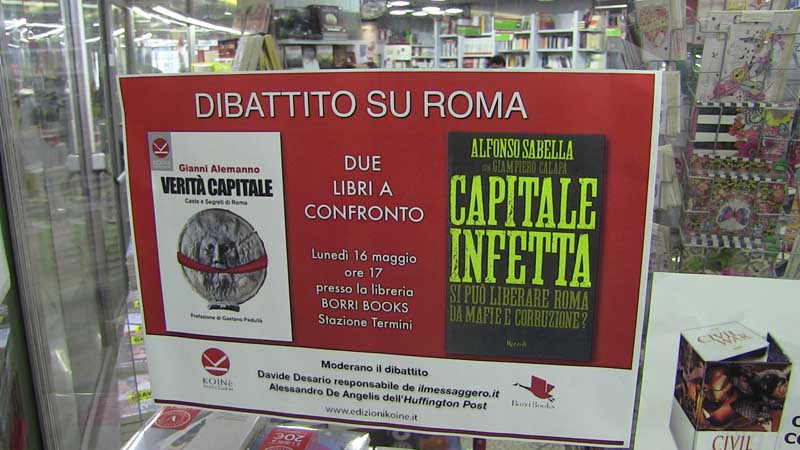 DIBATTITO SU ROMA
KOINÈ
Gianni Alemanno
VERITÀ CAPITALE
Caste e Segreti di Roma
Prefazione di Gaetano Pedullà
DUE
LIBRI A
CONFRONTO
Lunedì 16 maggio
ore 17
presso la libreria
BORRI BOOKS
Stazione Termini
ALFONSO SABELLA
CON GIAMPIERO CALAPÀ
CAPITALE
INFETTA
SI PUÒ LIBERARE ROMA
DA MAFIE E CORRUZIONE?
Rizzoli
KOINÈ
Moderano il dibattito
Davide Desario responsabile de ilmessaggero.it
Alessandro De Angelis dell'Huffington Post
www.edizionikoine.it
Borri Books
CIVIL
WAR
CIVIL
20€